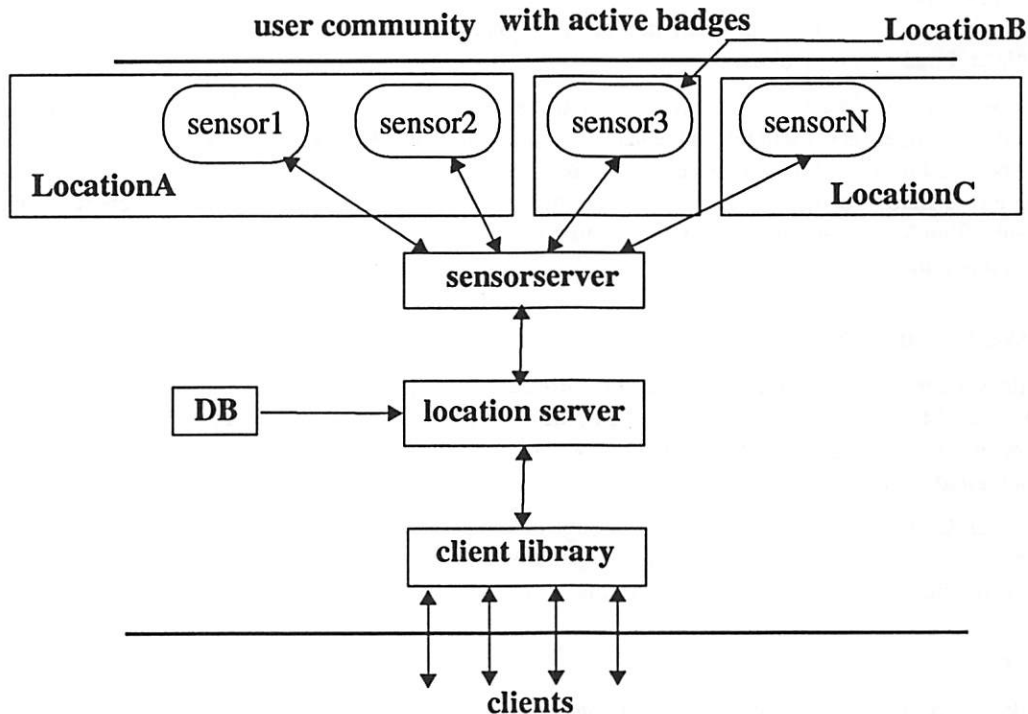 user community with active badges
LocationB
sensor1
sensor2
sensor3
sensorN
LocationA
LocationC
sensorserver
DB
location server
client library
clients